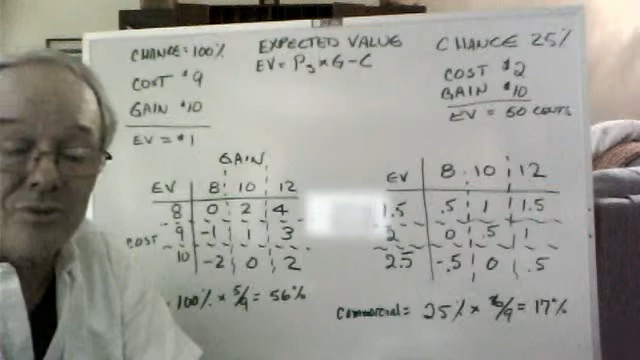 EXPECTED VALUE
EV = P × G - C
CHANCE = 100%
COST $9
GAIN $10
EV = $1
CHANCE 25%
COST $2
GAIN $10
EV = 50 CENTS
GAIN
EV 8 10 12
8 0 2 4
COST 9 -1 1 3
10 -2 0 2
100% × 5/9 = 56%
EV 8 10 12
1.5 .5 1 1.5
2 0 .5 1
2.5 -.5 0 .5
COMMERCIAL = 25% × 6/9 = 17%